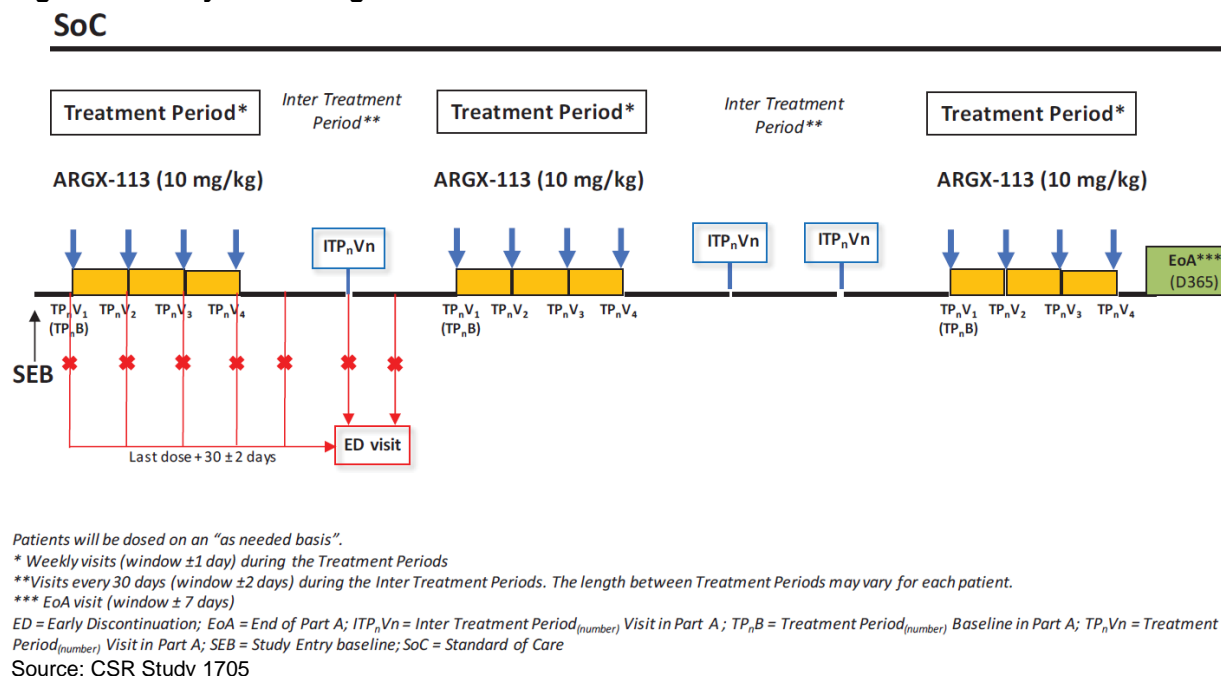 SoC
Treatment Period*
Inter Treatment
Period**
Treatment Period*
Inter Treatment
Period**
Treatment Period*
ARGX-113 (10 mg/kg)
ARGX-113 (10 mg/kg)
ARGX-113 (10 mg/kg)
ITPnVn
ITPnVn
ITPnVn
EoA***
(D365)
TPnV1
(TPnB)
TPnV2
TPnV3
TPnV4
TPnV1
(TPnB)
TPnV2
TPnV3
TPnV4
TPnV1
(TPnB)
TPnV2
TPnV3
TPnV4
SEB
ED visit
Last dose + 30 ± 2 days
Patients will be dosed on an “as needed basis”.
* Weekly visits (window ±1 day) during the Treatment Periods
**Visits every 30 days (window ±2 days) during the Inter Treatment Periods. The length between Treatment Periods may vary for each patient.
*** EoA visit (window ± 7 days)
ED = Early Discontinuation; EoA = End of Part A; ITPnVn = Inter Treatment Period(number) Visit in Part A ; TPnB = Treatment Period(number) Baseline in Part A; TPnVn = Treatment
Period(number) Visit in Part A; SEB = Study Entry baseline; SoC = Standard of Care
Source: CSR Study 1705